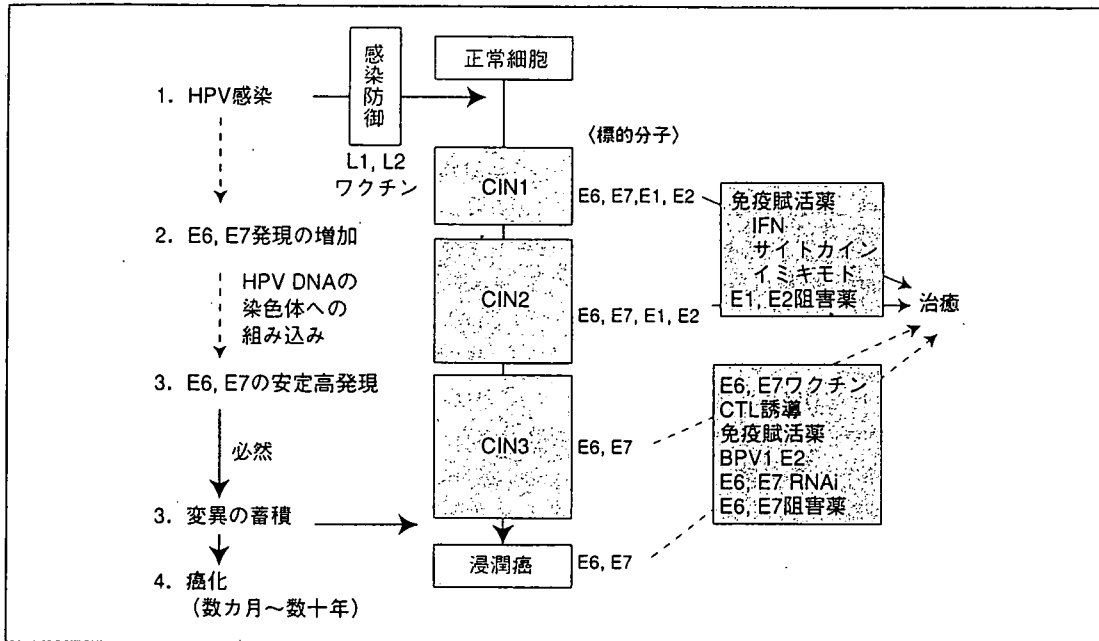 正常細胞
感染防御
1. HPV感染
〈標的分子〉
L1, L2
ワクチン
CIN1
E6, E7,E1, E2
免疫賦活薬
IFN
サイトカイン
イミキモド
E1, E2阻害薬
2. E6, E7発現の増加
HPV DNAの
染色体への
組み込み
CIN2
E6, E7, E1, E2
治癒
3. E6, E7の安定高発現
CIN3
E6, E7
E6, E7ワクチン
CTL誘導
免疫賦活薬
BPV1 E2
E6, E7 RNAi
E6, E7阻害薬
必然
3. 変異の蓄積
浸潤癌
E6, E7
4. 癌化
(数カ月〜数十年)